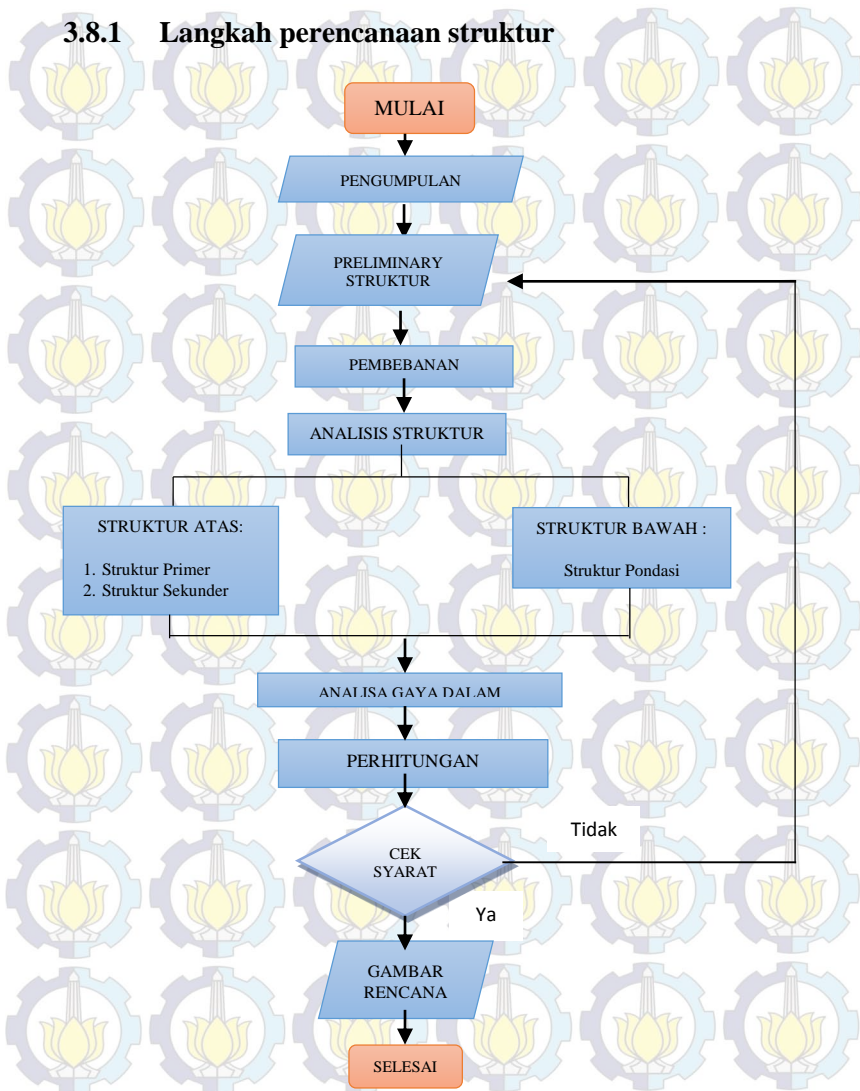 3.8.1 Langkah perencanaan struktur
MULAI
PENGUMPULAN
PRELIMINARY
STRUKTUR
PEMBEBANAN
ANALISIS STRUKTUR
STRUKTUR ATAS:
1. Struktur Primer
2. Struktur Sekunder
STRUKTUR BAWAH :
Struktur Pondasi
ANALISA GAYA DALAM
PERHITUNGAN
CEK
SYARAT
Tidak
Ya
GAMBAR
RENCANA
SELESAI